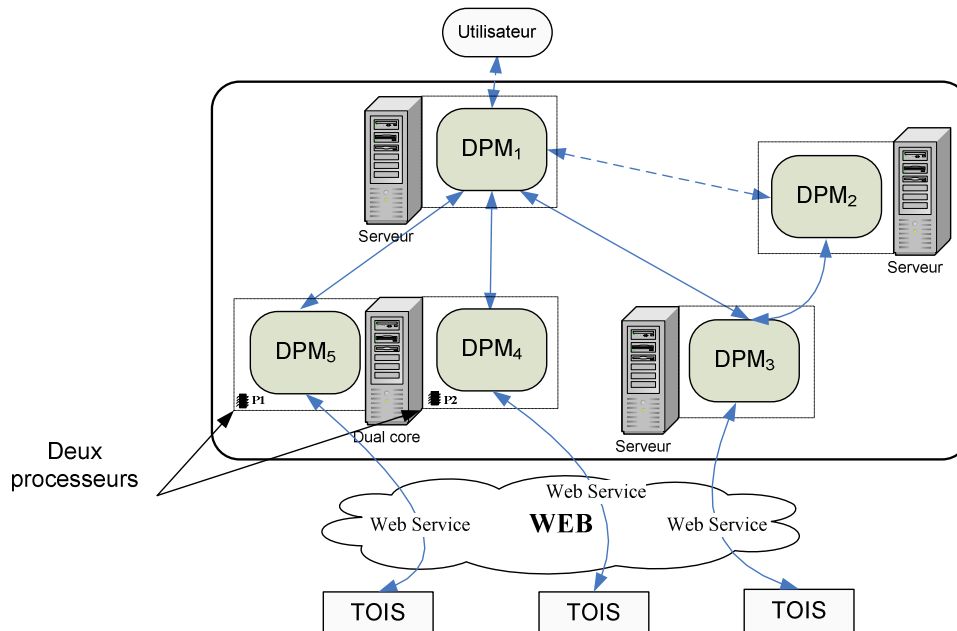 Utilisateur
DPM₁
DPM₂
Serveur
Serveur
DPM₅
DPM₄
DPM₃
P1
P2
Dual core
Serveur
Deux
processeurs
Web Service
Web Service
WEB
Web Service
TOIS
TOIS
TOIS